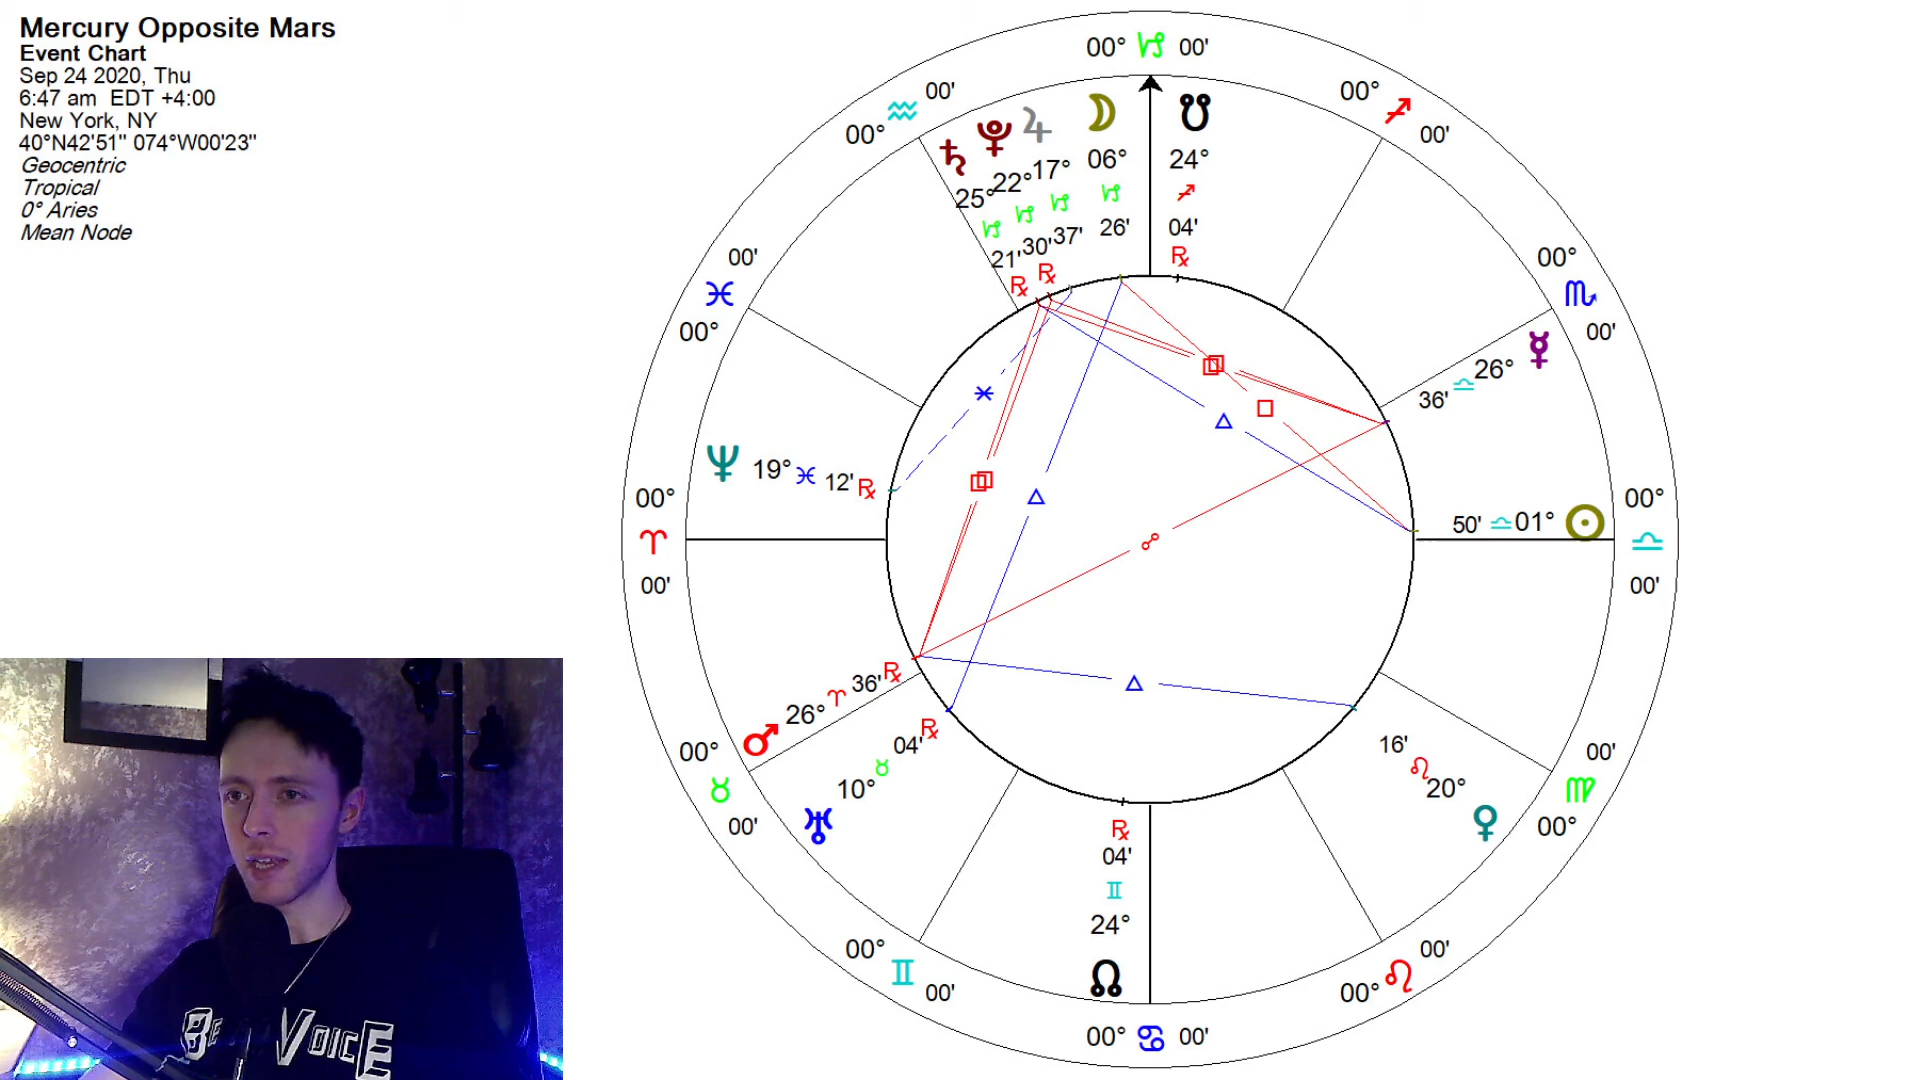 Mercury Opposite Mars
Event Chart
Sep 24 2020, Thu
6:47 am EDT +4:00
New York, NY
40°N42'51" 074°W00'23"
Geocentric
Tropical
0° Aries
Mean Node
00° ♑ 00'
00° ♐ 00'
00° ♏ 00'
00° ♎ 00'
00' ♍ 00°
00' ♌ 00°
00° ♋ 00'
00° ♊ 00'
00° ♉ 00'
00° ♈ 00'
00' ♓ 00°
00' ♒ 00°
♄ 25° ♑ 21' ℞
♇ 22° ♑ 30' ℞
♃ 17° ♑ 37'
☽ 06° ♑ 26'
☋ 24° ♐ 04' ℞
36' ♎ 26° ☿
50' ♎ 01° ☉
♆ 19° ♓ 12' ℞
♂ 26° ♈ 36' ℞
♅ 10° ♉ 04' ℞
16' ♌ 20° ♀
℞ 04' ♊ 24° ☊
VOICE